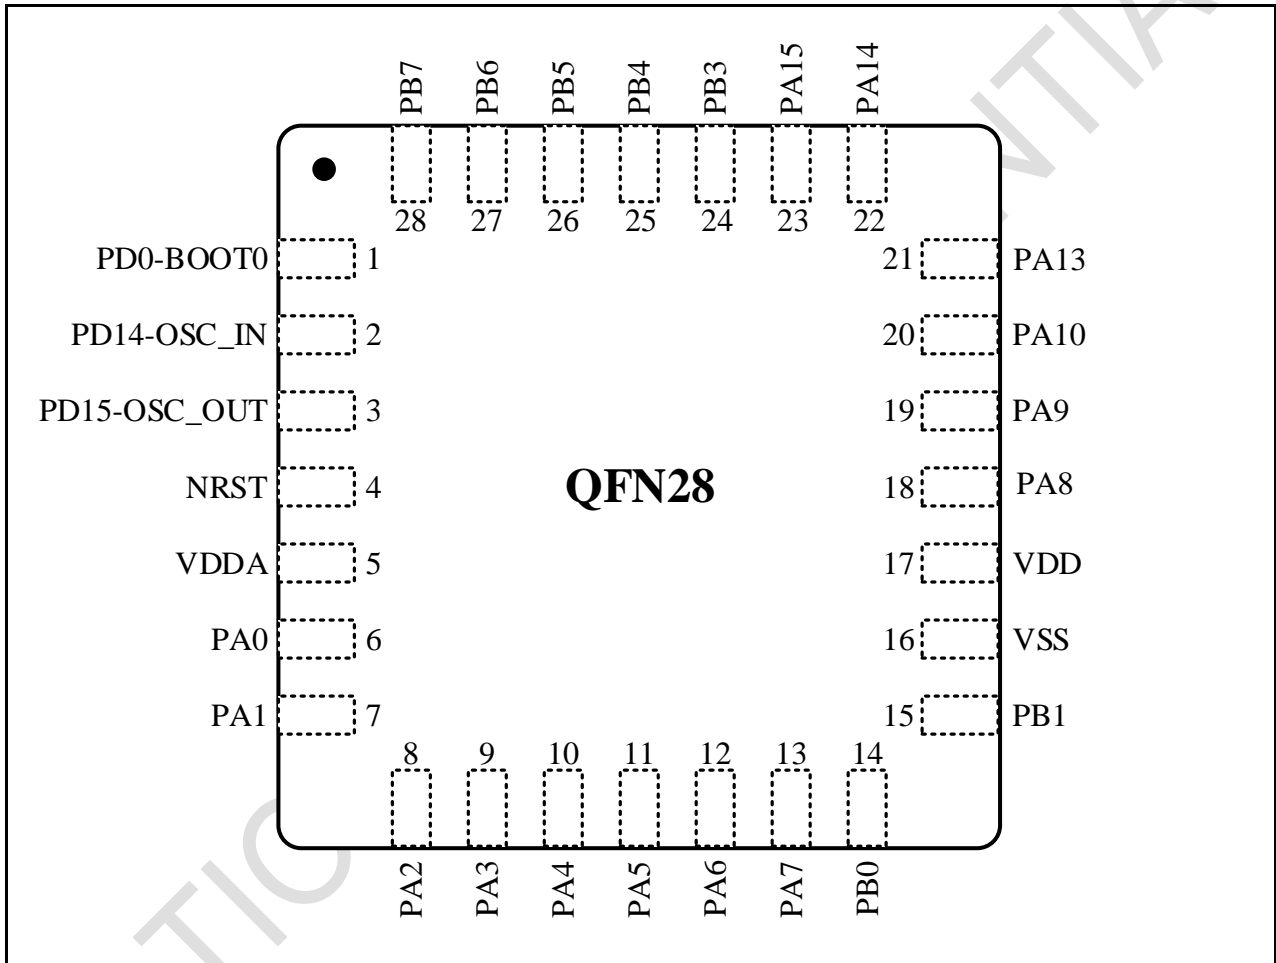 PB7 PB6 PB5 PB4 PB3 PA15 PA14
28 27 26 25 24 23 22
PD0-BOOT0 1 21 PA13
PD14-OSC_IN 2 20 PA10
PD15-OSC_OUT 3 19 PA9
NRST 4 QFN28 18 PA8
VDDA 5 17 VDD
PA0 6 16 VSS
PA1 7 15 PB1
8 9 10 11 12 13 14
PA2 PA3 PA4 PA5 PA6 PA7 PB0